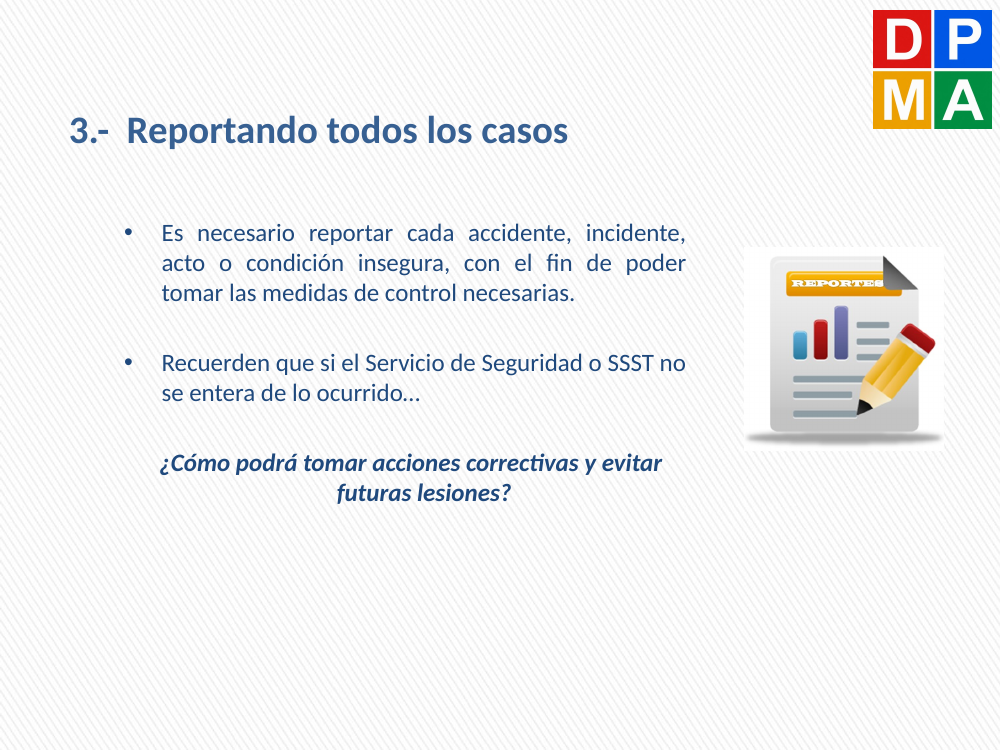 D P
M A
3.- Reportando todos los casos
• Es necesario reportar cada accidente, incidente,
acto o condición insegura, con el fin de poder
tomar las medidas de control necesarias.
REPORTES
• Recuerden que si el Servicio de Seguridad o SSST no
se entera de lo ocurrido…
¿Cómo podrá tomar acciones correctivas y evitar
futuras lesiones?